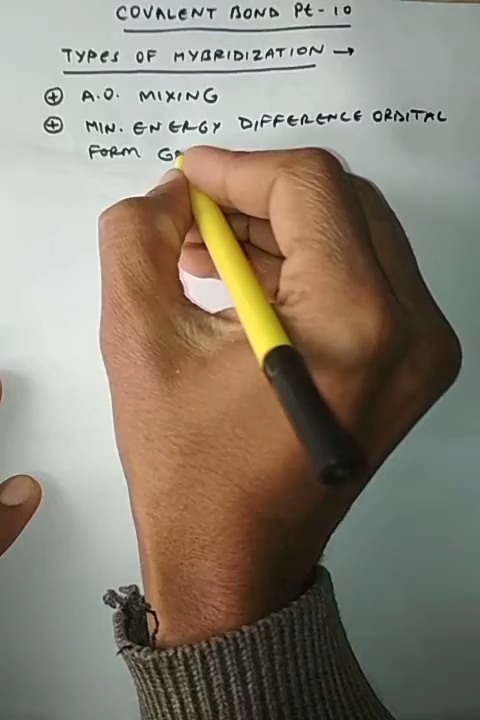 COVALENT BOND Pt-10
TYPES OF HYBRIDIZATION →
⊕ A.O. MIXING
⊕ MIN. ENERGY DIFFERENCE ORBITAL
FORM